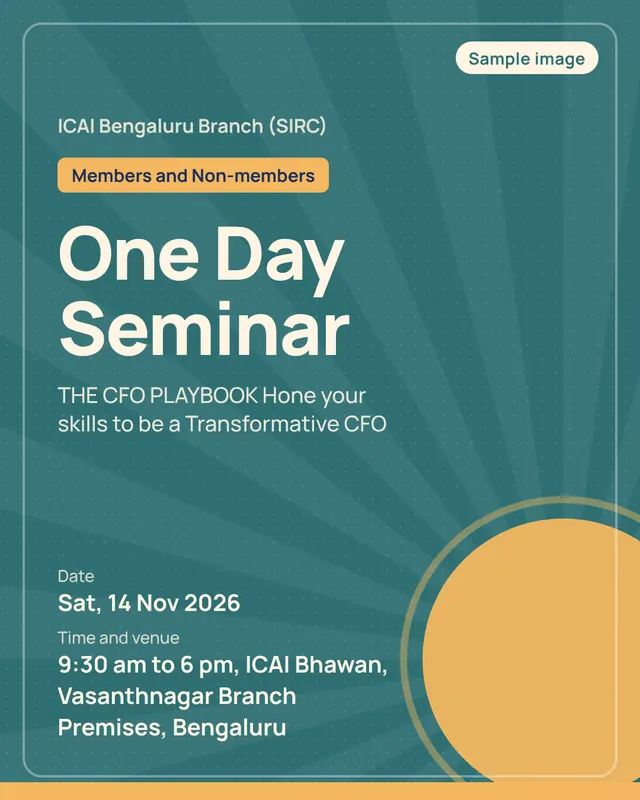 Sample image
ICAI Bengaluru Branch (SIRC)
Members and Non-members
One Day
Seminar
THE CFO PLAYBOOK Hone your
skills to be a Transformative CFO
Date
Sat, 14 Nov 2026
Time and venue
9:30 am to 6 pm, ICAI Bhawan,
Vasanthnagar Branch
Premises, Bengaluru